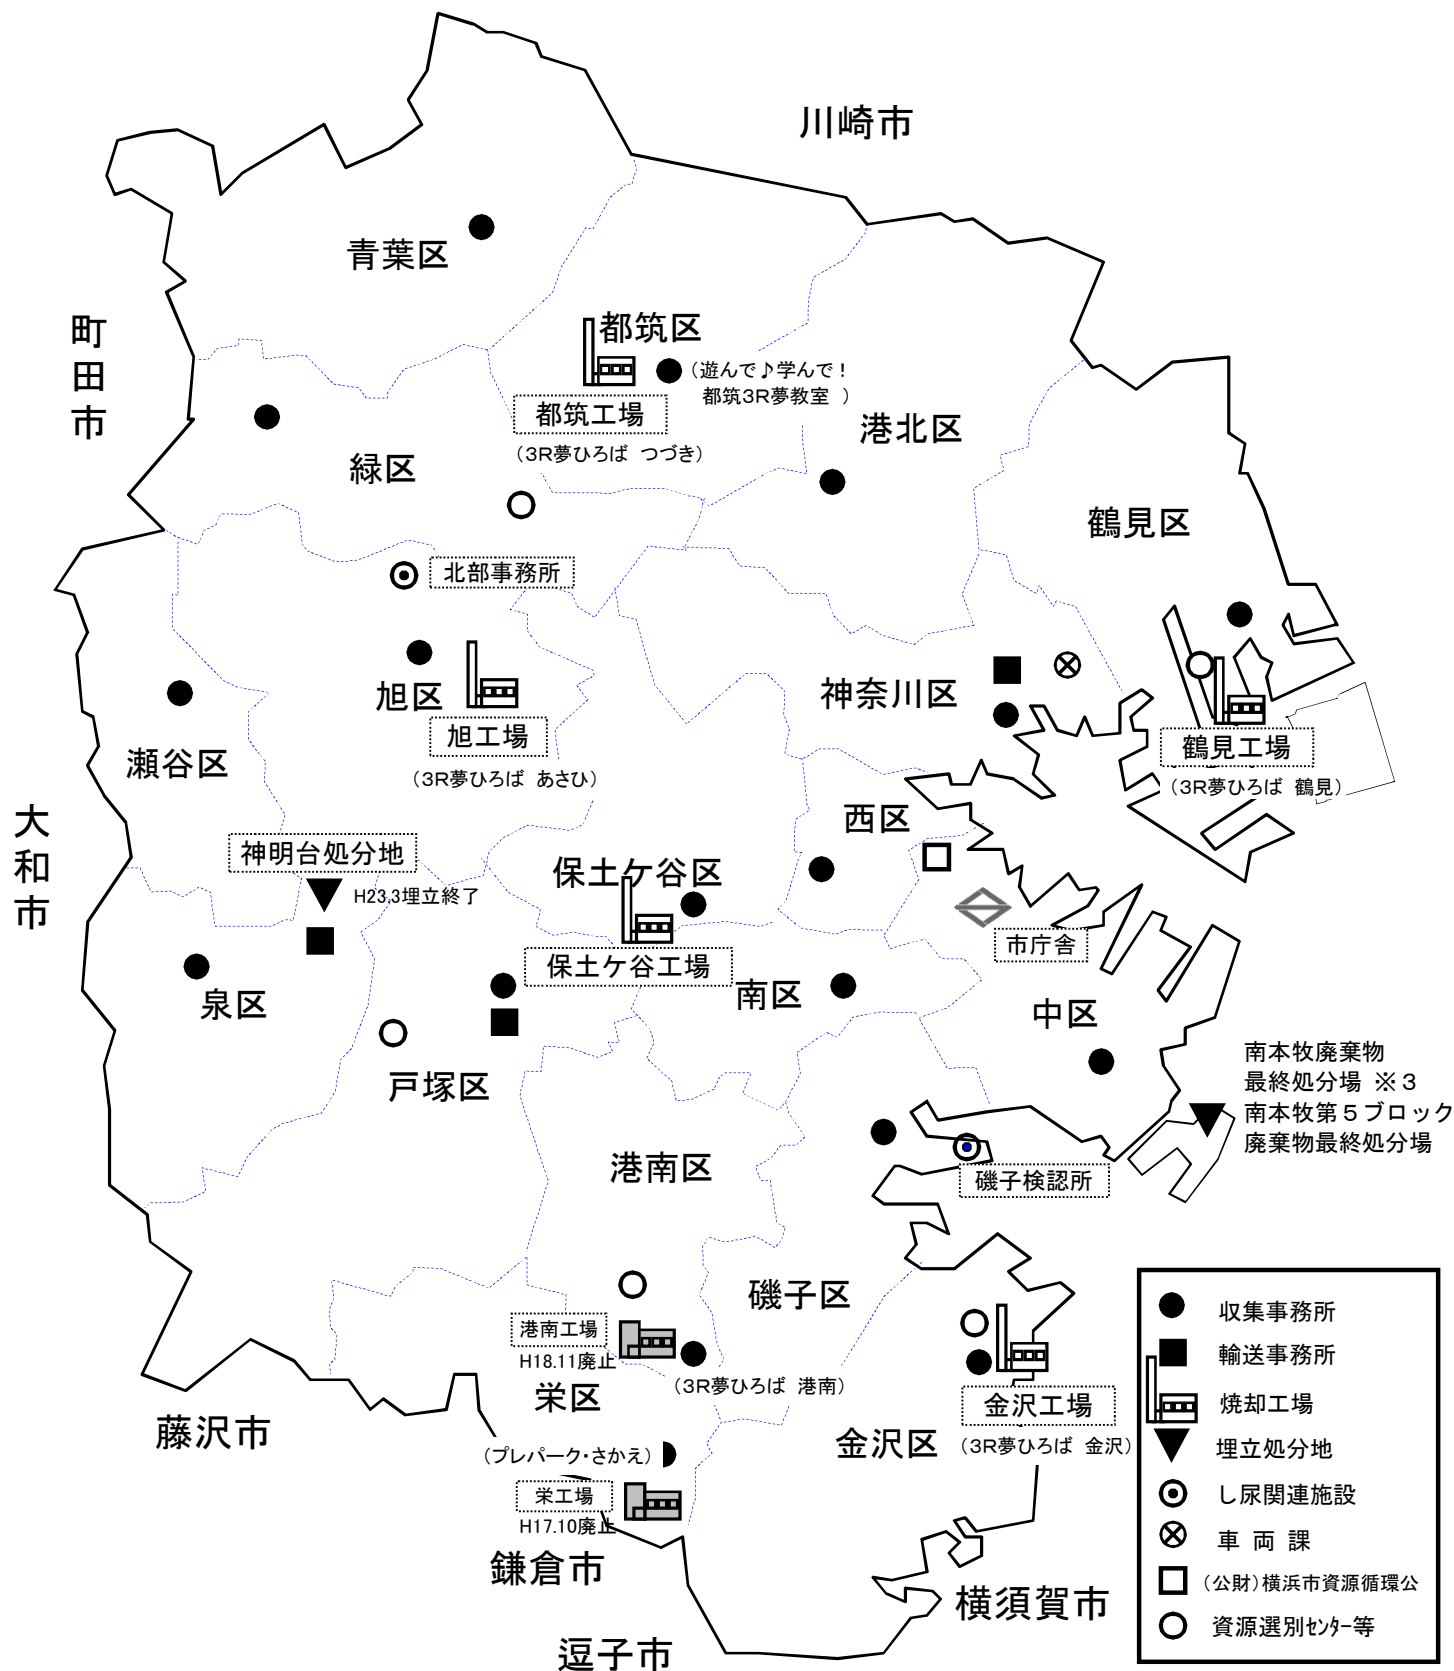 川崎市
青葉区
町田市
都筑区
(遊んで♪学んで！
都筑3R夢教室 )
都筑工場
(3R夢ひろば つづき)
港北区
緑区
鶴見区
北部事務所
旭区
神奈川区
旭工場
(3R夢ひろば あさひ)
鶴見工場
(3R夢ひろば 鶴見)
瀬谷区
大和市
西区
神明台処分地
H23.3埋立終了
保土ケ谷区
保土ケ谷工場
市庁舎
南区
泉区
中区
戸塚区
南本牧廃棄物
最終処分場 ※３
南本牧第５ブロック
廃棄物最終処分場
港南区
磯子検認所
磯子区
港南工場
H18.11廃止
(3R夢ひろば 港南)
栄区
金沢工場
(3R夢ひろば 金沢)
金沢区
藤沢市
(プレパーク・さかえ)
栄工場
H17.10廃止
鎌倉市
横須賀市
逗子市
収集事務所
輸送事務所
焼却工場
埋立処分地
し尿関連施設
車 両 課
(公財)横浜市資源循環公
資源選別ｾﾝﾀｰ等